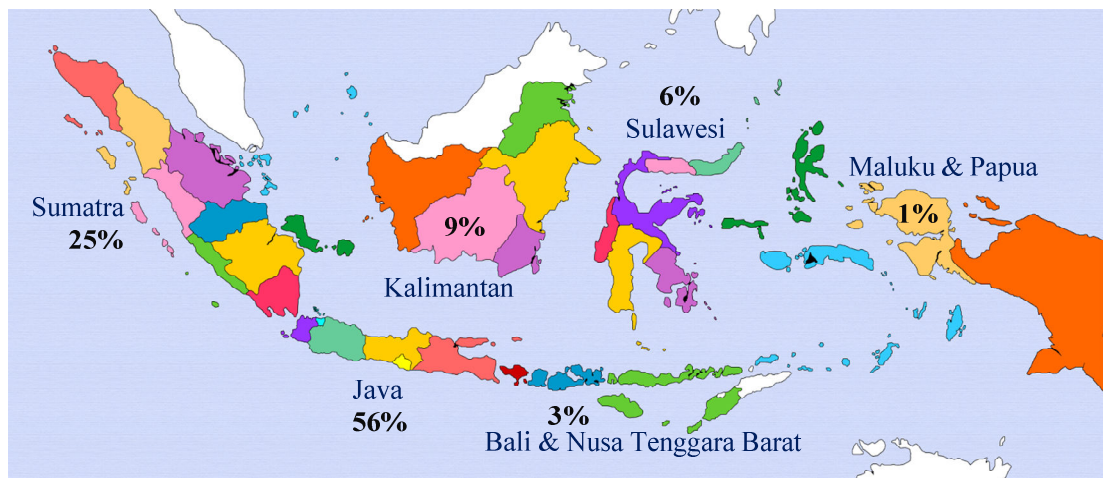 6%
Sulawesi
Maluku & Papua
1%
Sumatra
25%
9%
Kalimantan
Java
56%
3%
Bali & Nusa Tenggara Barat